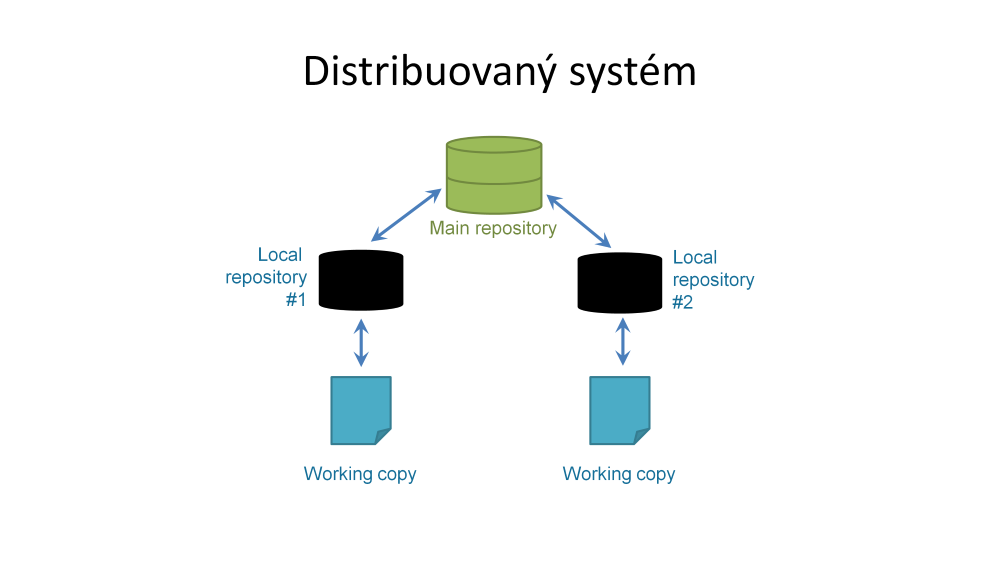 Distribuovaný systém
Main repository
Local
repository
#1
Local
repository
#2
Working copy
Working copy